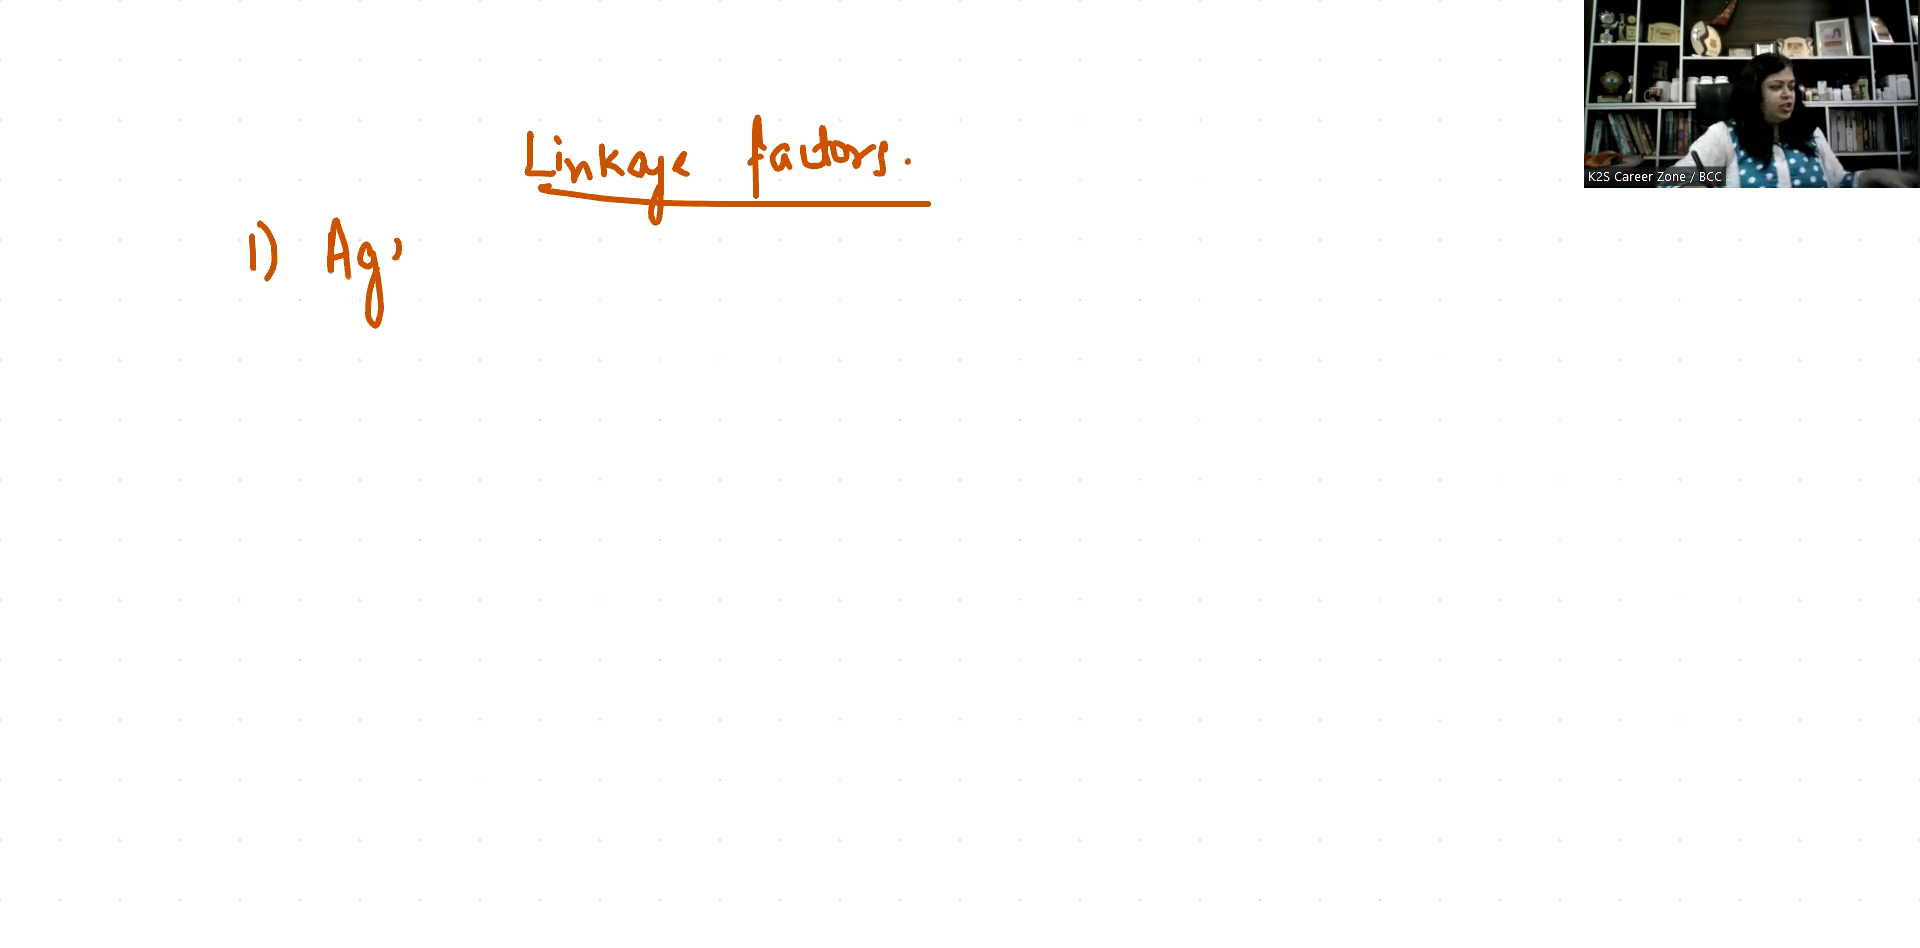 Linkage factors.
1) Ag
K2S Career Zone / BCC ...